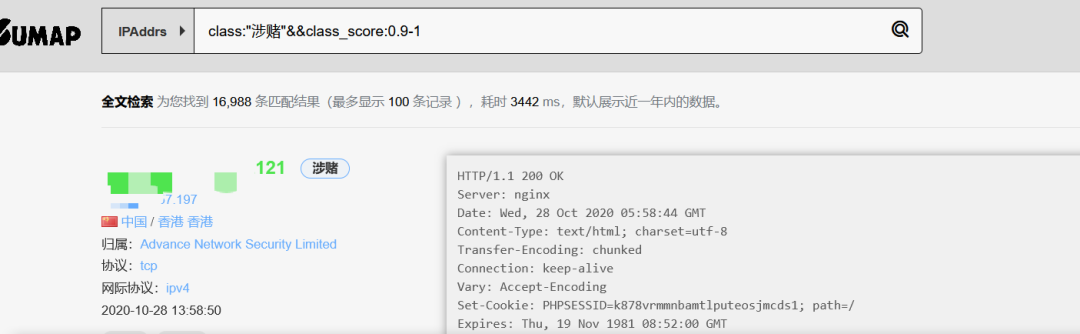 SUMAP
IPAddrs class:"涉赌"&&class_score:0.9-1
全文检索 为您找到 16,988 条匹配结果（最多显示 100 条记录 ），耗时 3442 ms，默认展示近一年内的数据。
121 涉赌
7.197
中国 / 香港 香港
归属：Advance Network Security Limited
协议：tcp
网际协议：ipv4
2020-10-28 13:58:50
HTTP/1.1 200 OK
Server: nginx
Date: Wed, 28 Oct 2020 05:58:44 GMT
Content-Type: text/html; charset=utf-8
Transfer-Encoding: chunked
Connection: keep-alive
Vary: Accept-Encoding
Set-Cookie: PHPSESSID=k878vrmmnbamtlputeosjmcds1; path=/
Expires: Thu, 19 Nov 1981 08:52:00 GMT